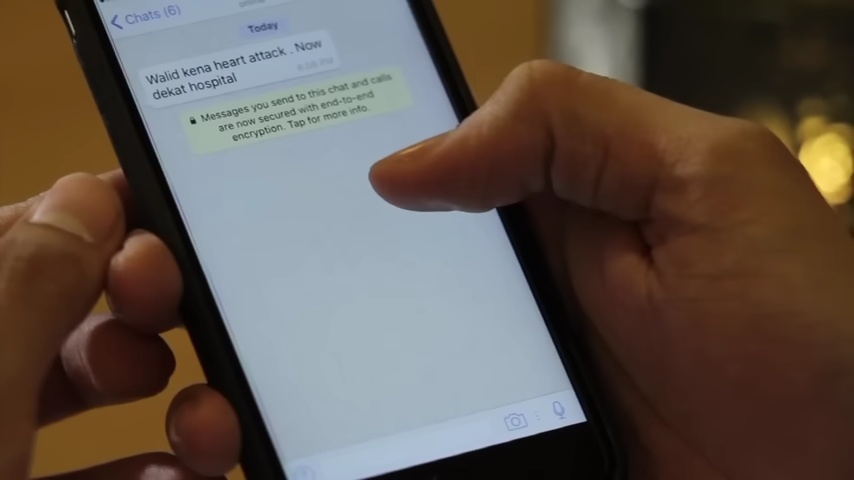 Chats (6)
Today
Walid kena heart attack . Now
dekat hospital
Messages you send to this chat and calls
are now secured with end-to-end
encryption. Tap for more info.